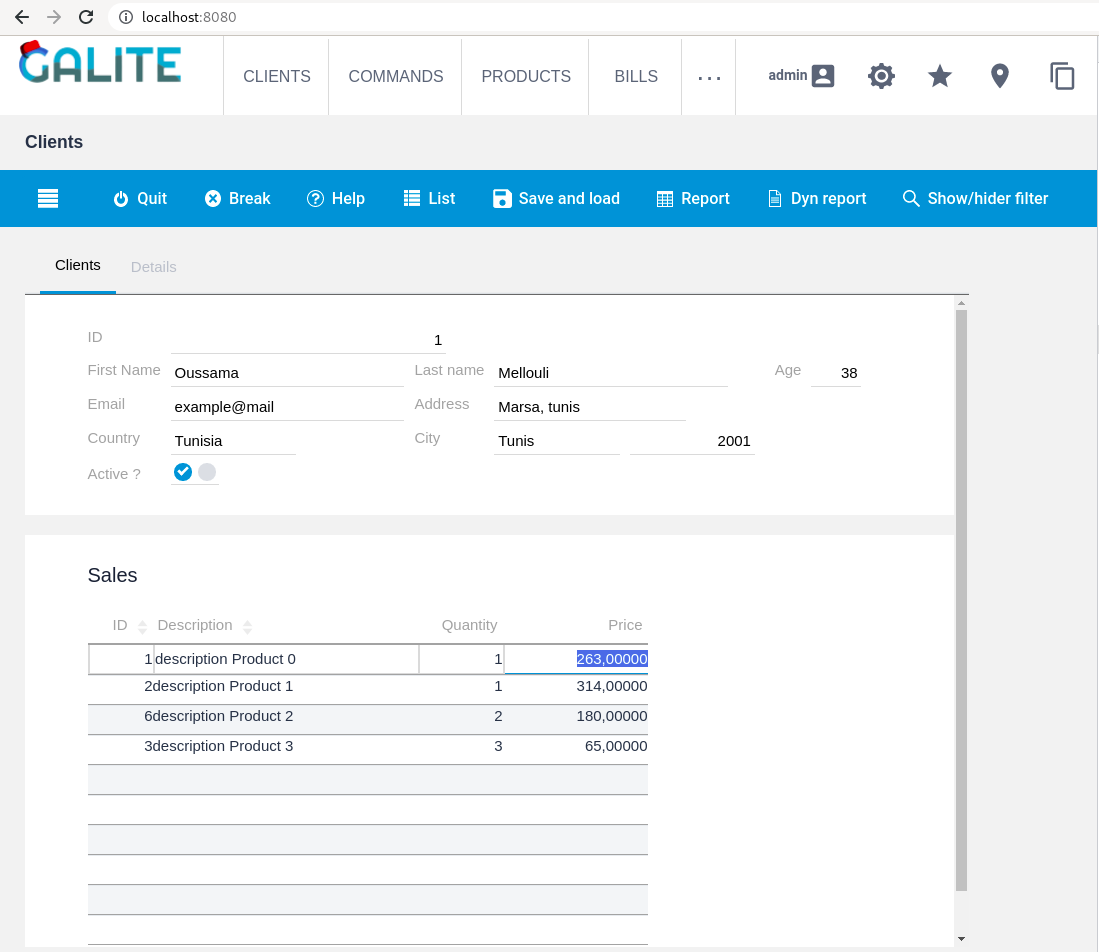 localhost:8080
GALITE
CLIENTS COMMANDS PRODUCTS BILLS ... admin
Clients
Quit Break Help List Save and load Report Dyn report Show/hider filter
Clients Details
ID 1
First Name Oussama Last name Mellouli Age 38
Email example@mail Address Marsa, tunis
Country Tunisia City Tunis 2001
Active ?
Sales
ID Description Quantity Price
1 description Product 0 1 263,00000
2 description Product 1 1 314,00000
6 description Product 2 2 180,00000
3 description Product 3 3 65,00000